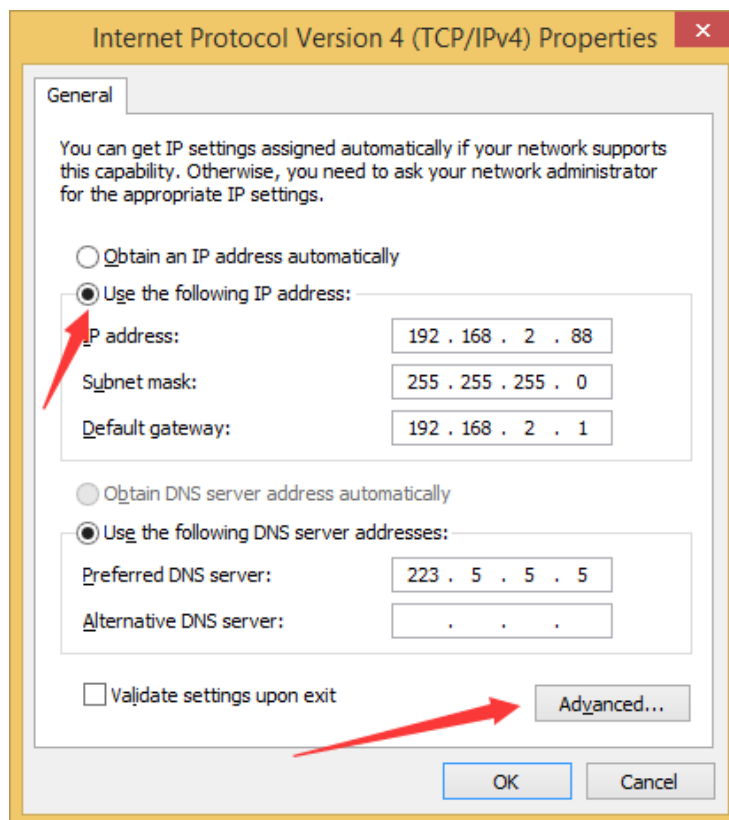 Internet Protocol Version 4 (TCP/IPv4) Properties
General
You can get IP settings assigned automatically if your network supports
this capability. Otherwise, you need to ask your network administrator
for the appropriate IP settings.
Obtain an IP address automatically
Use the following IP address:
IP address: 192 . 168 . 2 . 88
Subnet mask: 255 . 255 . 255 . 0
Default gateway: 192 . 168 . 2 . 1
Obtain DNS server address automatically
Use the following DNS server addresses:
Preferred DNS server: 223 . 5 . 5 . 5
Alternative DNS server: . . .
Validate settings upon exit
Advanced...
OK Cancel